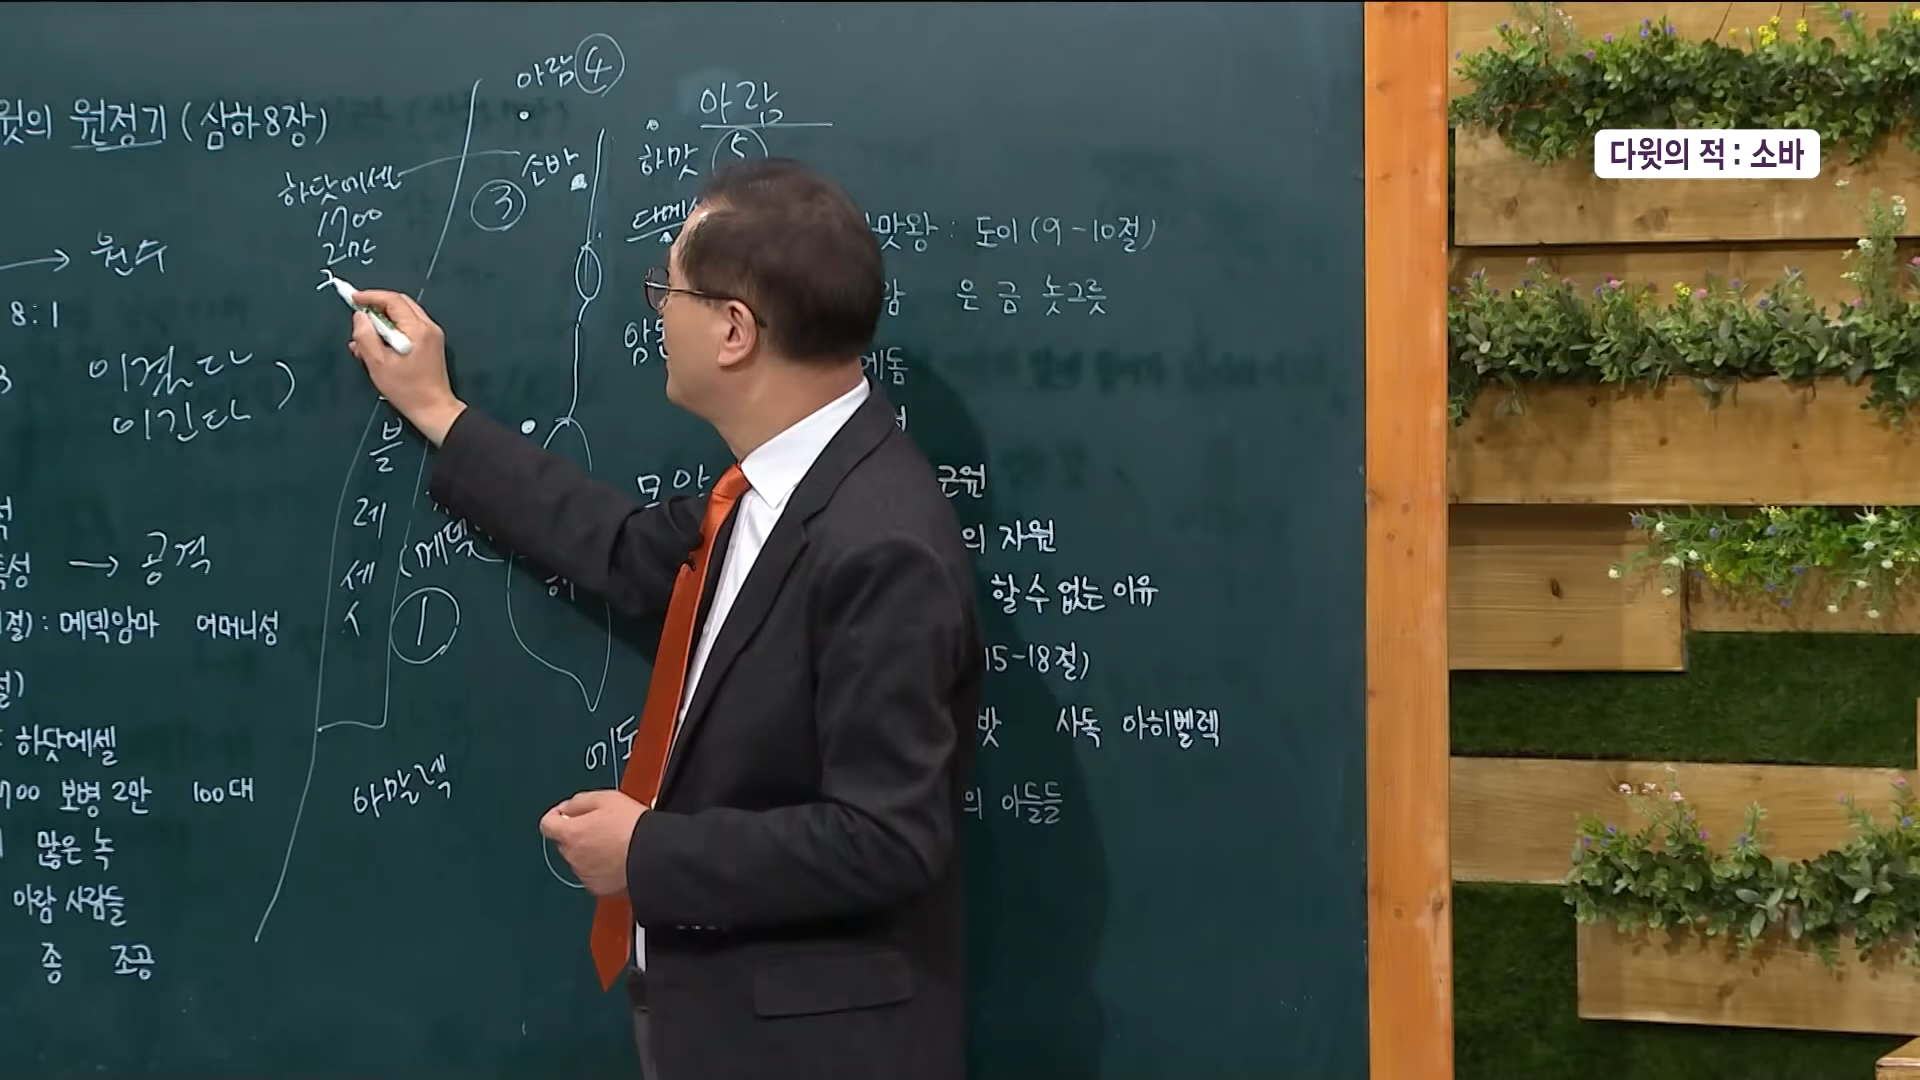 윗의 원정기 (삼하8장)
→ 원수
8:1
이겼다
이긴다 )
→ 공격
절) : 메덱암마 어머니성
절)
하닷에셀
1700 보병 2만 100대
많은 녹
아람 사람들
종 조공
하닷에셀
1700
2만
아람 ④
소바
③
아람
하맛 ⑤
블
레
세
①
아말렉
모압
맛왕 : 도이 (9-10절)
은 금 놋그릇
에돔
근원
의 자원
할 수 없는 이유
15-18절)
사독 아히멜렉
의 아들들
다윗의 적 : 소바